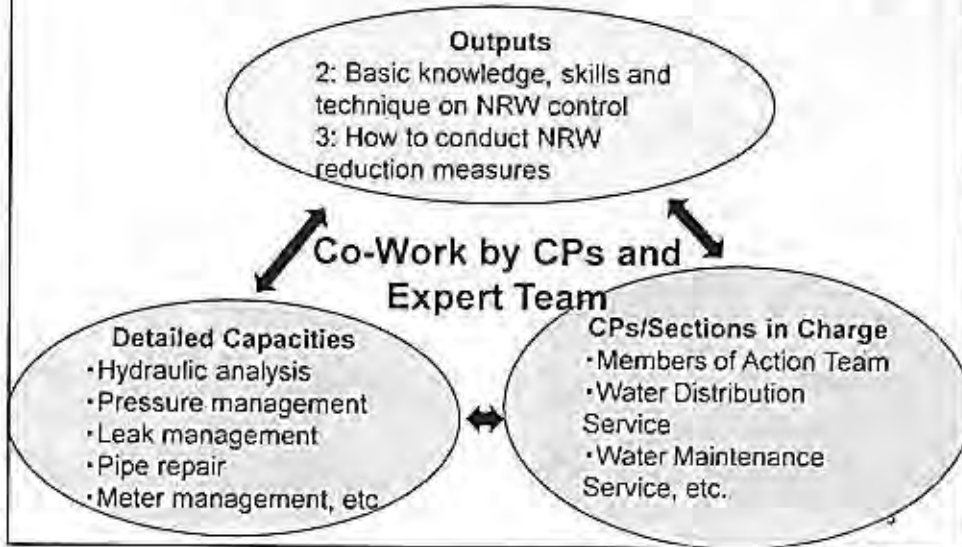 Outputs
2: Basic knowledge, skills and
technique on NRW control
3: How to conduct NRW
reduction measures
Co-Work by CPs and
Expert Team
Detailed Capacities
・Hydraulic analysis
・Pressure management
・Leak management
・Pipe repair
・Meter management, etc
CPs/Sections in Charge
・Members of Action Team
・Water Distribution
Service
・Water Maintenance
Service, etc.